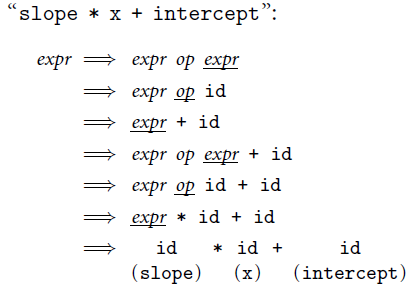 “slope * x + intercept”:
expr ⟹ expr op expr
⟹ expr op id
⟹ expr + id
⟹ expr op expr + id
⟹ expr op id + id
⟹ expr * id + id
⟹ id * id + id
(slope) (x) (intercept)